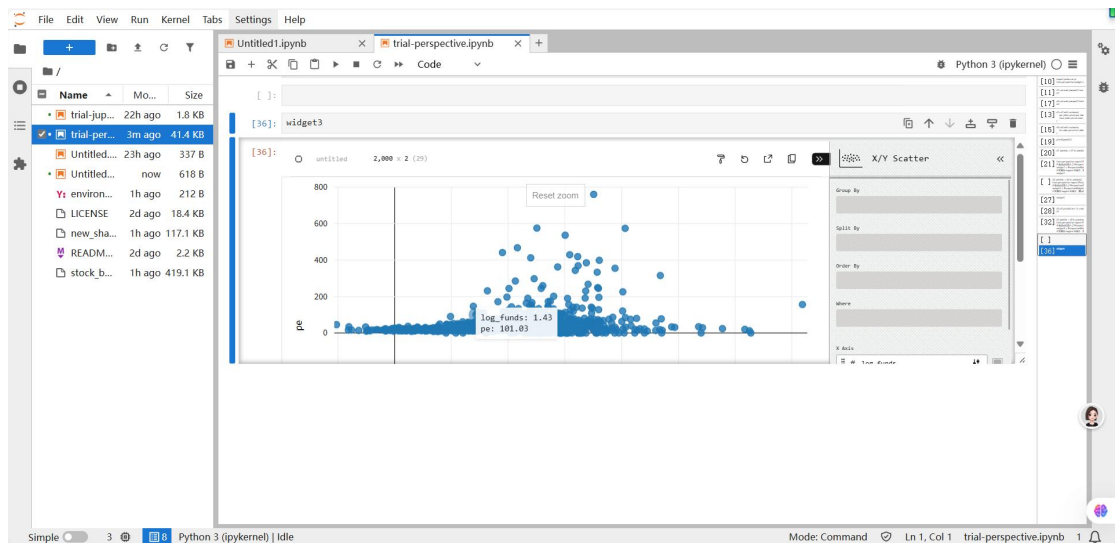 File Edit View Run Kernel Tabs Settings Help
Untitled1.ipynb
trial-perspective.ipynb
Code
Python 3 (ipykernel)
/
Name Mo... Size
trial-jup... 22h ago 1.8 KB
trial-per... 3m ago 41.4 KB
Untitled.... 23h ago 337 B
Untitled... now 618 B
environ... 1h ago 212 B
LICENSE 2d ago 18.4 KB
new_sha... 1h ago 117.1 KB
READM... 2d ago 2.2 KB
stock_b... 1h ago 419.1 KB
[ ]:
[36]: widget3
[36]:
untitled 2,000 × 2 (29)
X/Y Scatter
Reset zoom
800
600
400
200
0
pe
log_funds: 1.43
pe: 101.03
Group By
Split By
Order By
Where
X Axis
# log_funds
[10]
[11]
[17]
[13]
[15]
[19]
[20]
[21]
[ ]
[27]
[28]
[32]
[ ]
[36]
Simple 3 8 Python 3 (ipykernel) | Idle
Mode: Command Ln 1, Col 1 trial-perspective.ipynb 1